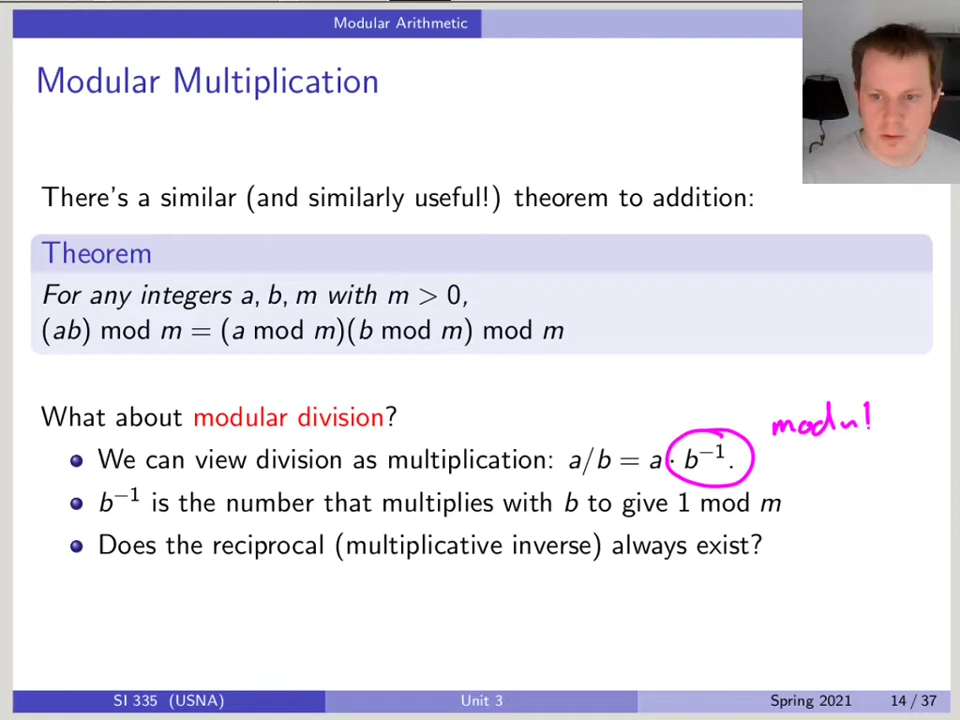 Modular Arithmetic
Modular Multiplication
There's a similar (and similarly useful!) theorem to addition:
Theorem
For any integers a, b, m with m > 0,
(ab) mod m = (a mod m)(b mod m) mod m
What about modular division?
modul
• We can view division as multiplication: a/b = a · b⁻¹.
• b⁻¹ is the number that multiplies with b to give 1 mod m
• Does the reciprocal (multiplicative inverse) always exist?
SI 335 (USNA) Unit 3 Spring 2021 14 / 37